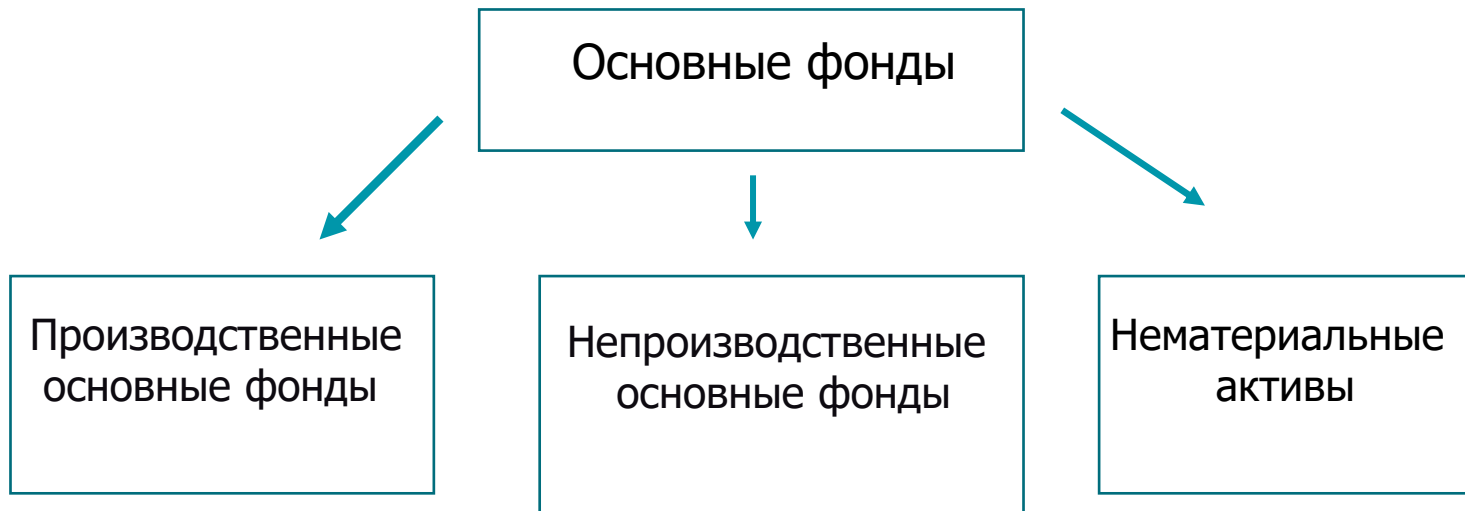 Основные фонды
Производственные
основные фонды
Непроизводственные
основные фонды
Нематериальные
активы